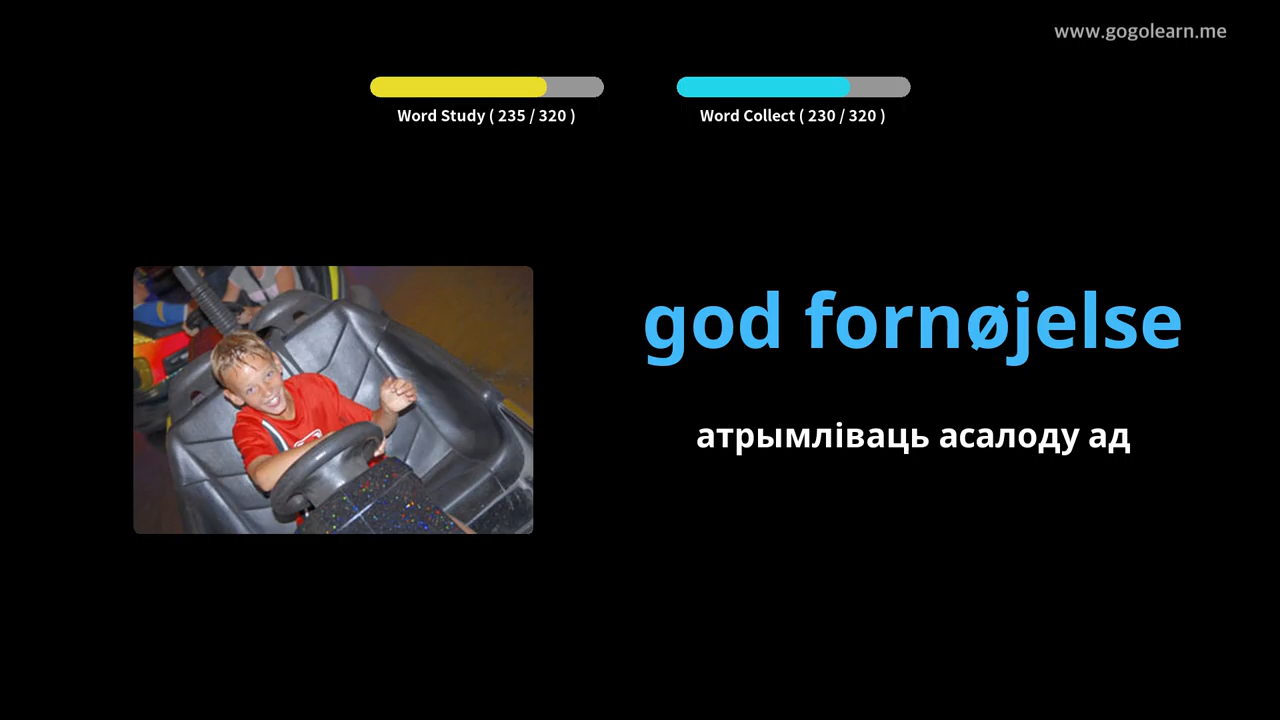 www.gogolearn.me
Word Study ( 235 / 320 )
Word Collect ( 230 / 320 )
god fornøjelse
атрымліваць асалоду ад